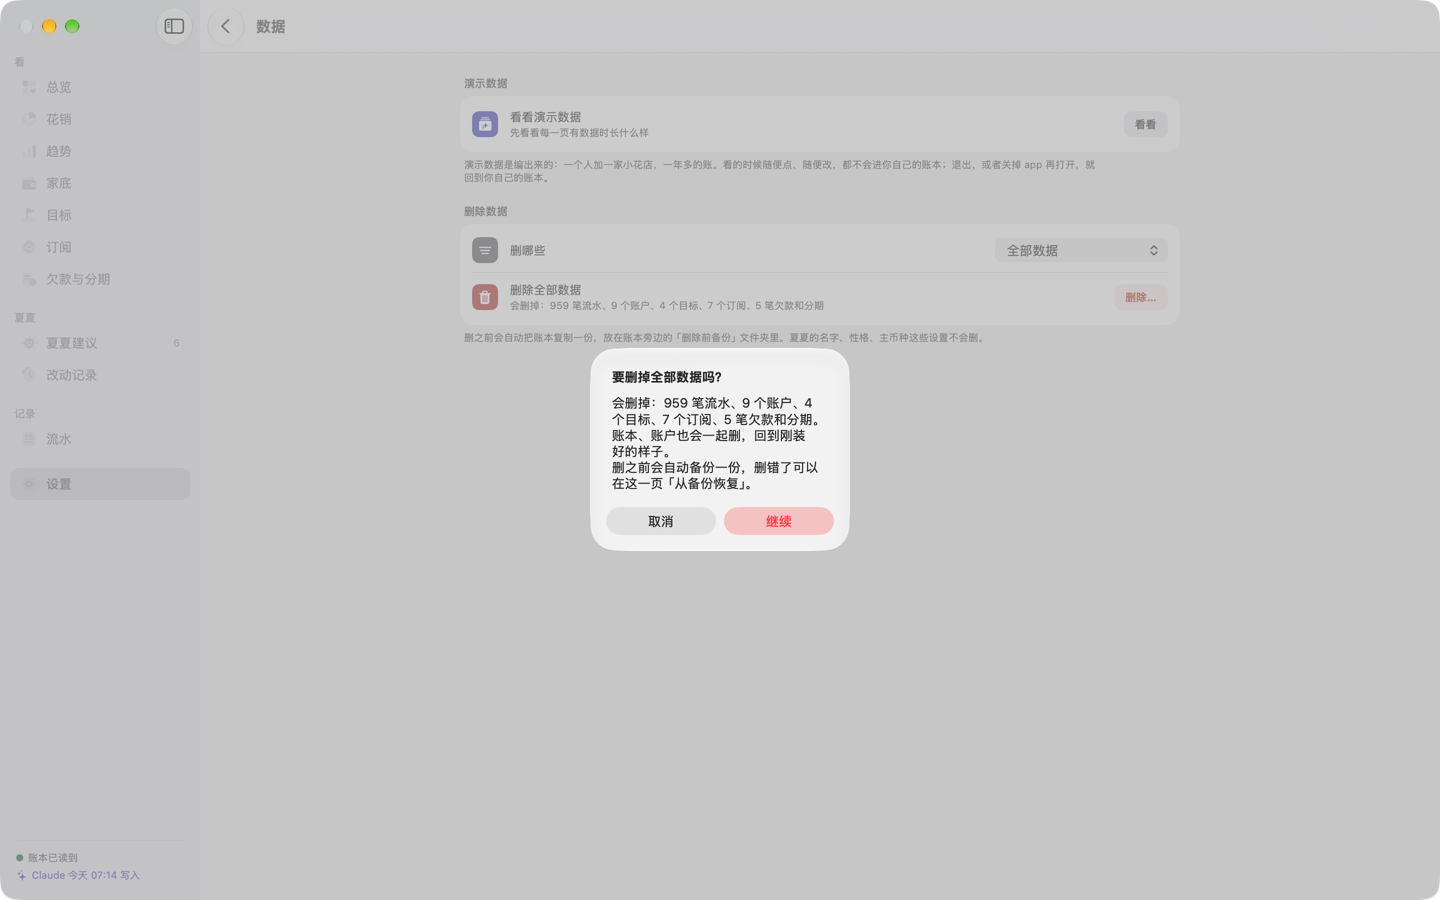 数据
看
总览
花销
趋势
家底
目标
订阅
欠款与分期
夏夏
夏夏建议
6
改动记录
记录
流水
设置
账本已读到
Claude 今天 07:14 写入
演示数据
看看演示数据
先看看每一页有数据时长什么样
看看
演示数据是编出来的：一个人加一家小花店，一年多的账。看的时候随便点、随便改，都不会进你自己的账本；退出，或者关掉 app 再打开，就
回到你自己的账本。
删除数据
删哪些
全部数据
删除全部数据
会删掉：959 笔流水、9 个账户、4 个目标、7 个订阅、5 笔欠款和分期
删除...
删之前会自动把账本复制一份，放在账本旁边的「删除前备份」文件夹里。夏夏的名字、性格、主币种这些设置不会删。
要删掉全部数据吗？
会删掉：959 笔流水、9 个账户、4
个目标、7 个订阅、5 笔欠款和分期。
账本、账户也会一起删，回到刚装
好的样子。
删之前会自动备份一份，删错了可以
在这一页「从备份恢复」。
取消
继续